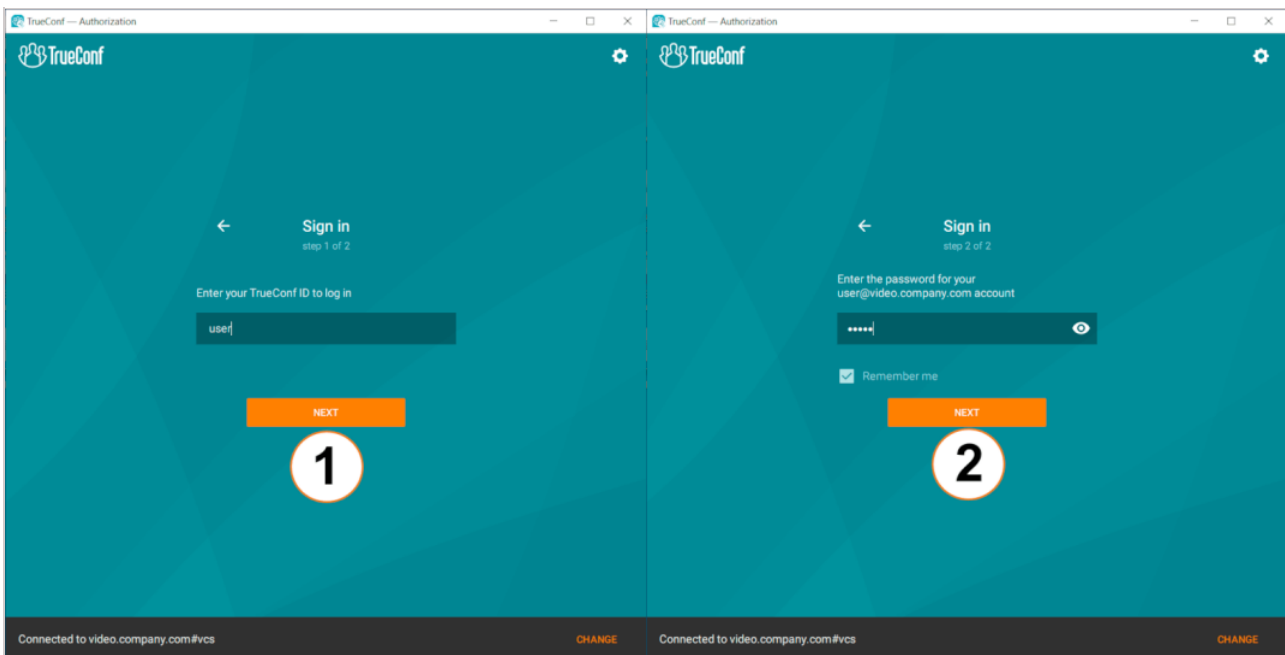 TrueConf — Authorization
TrueConf
Sign in
step 1 of 2
Enter your TrueConf ID to log in
user
NEXT
1
Connected to video.company.com#vcs
CHANGE
TrueConf — Authorization
TrueConf
Sign in
step 2 of 2
Enter the password for your
user@video.company.com account
•••••
Remember me
NEXT
2
Connected to video.company.com#vcs
CHANGE